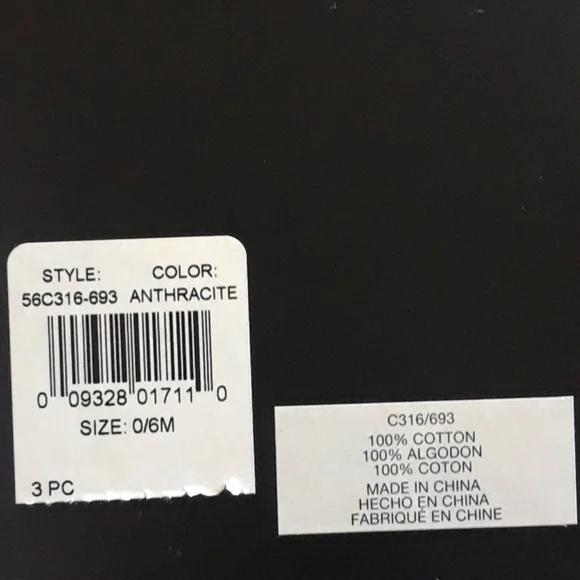 STYLE: COLOR:
56C316-693 ANTHRACITE
0 09328 01711 0
SIZE: 0/6M
3 PC
C316/693
100% COTTON
100% ALGODON
100% COTON
MADE IN CHINA
HECHO EN CHINA
FABRIQUÉ EN CHINE